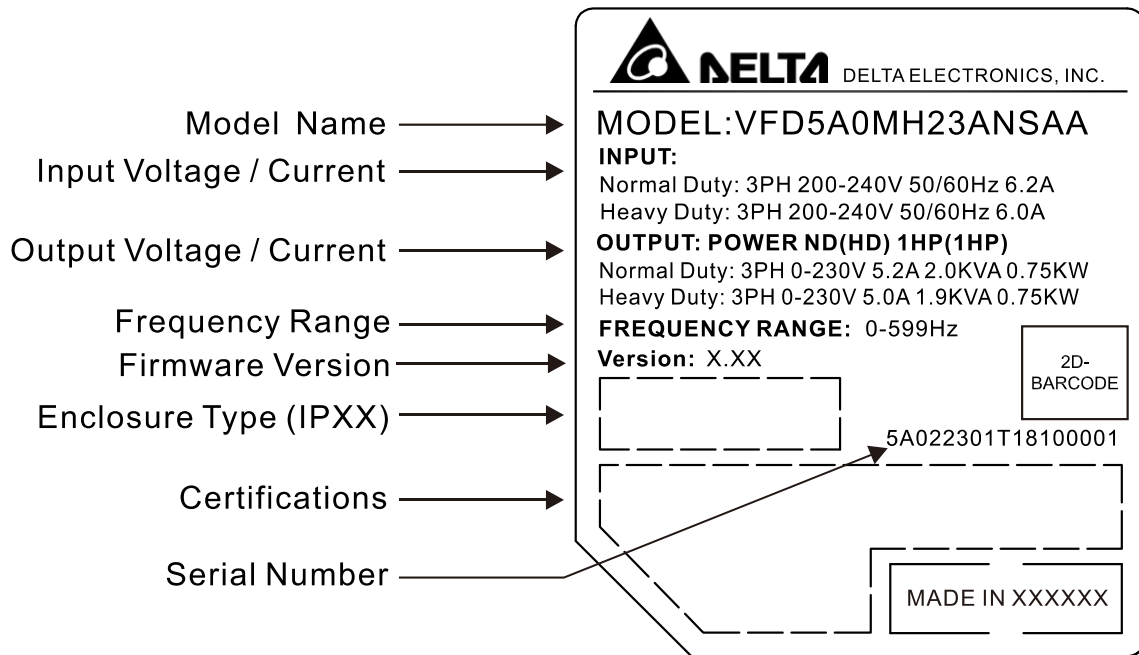 DELTA DELTA ELECTRONICS, INC.
Model Name
MODEL:VFD5A0MH23ANSAA
Input Voltage / Current
INPUT:
Normal Duty: 3PH 200-240V 50/60Hz 6.2A
Heavy Duty: 3PH 200-240V 50/60Hz 6.0A
Output Voltage / Current
OUTPUT: POWER ND(HD) 1HP(1HP)
Normal Duty: 3PH 0-230V 5.2A 2.0KVA 0.75KW
Heavy Duty: 3PH 0-230V 5.0A 1.9KVA 0.75KW
Frequency Range
FREQUENCY RANGE: 0-599Hz
Firmware Version
Version: X.XX
2D-
BARCODE
Enclosure Type (IPXX)
5A022301T18100001
Certifications
Serial Number
MADE IN XXXXXX